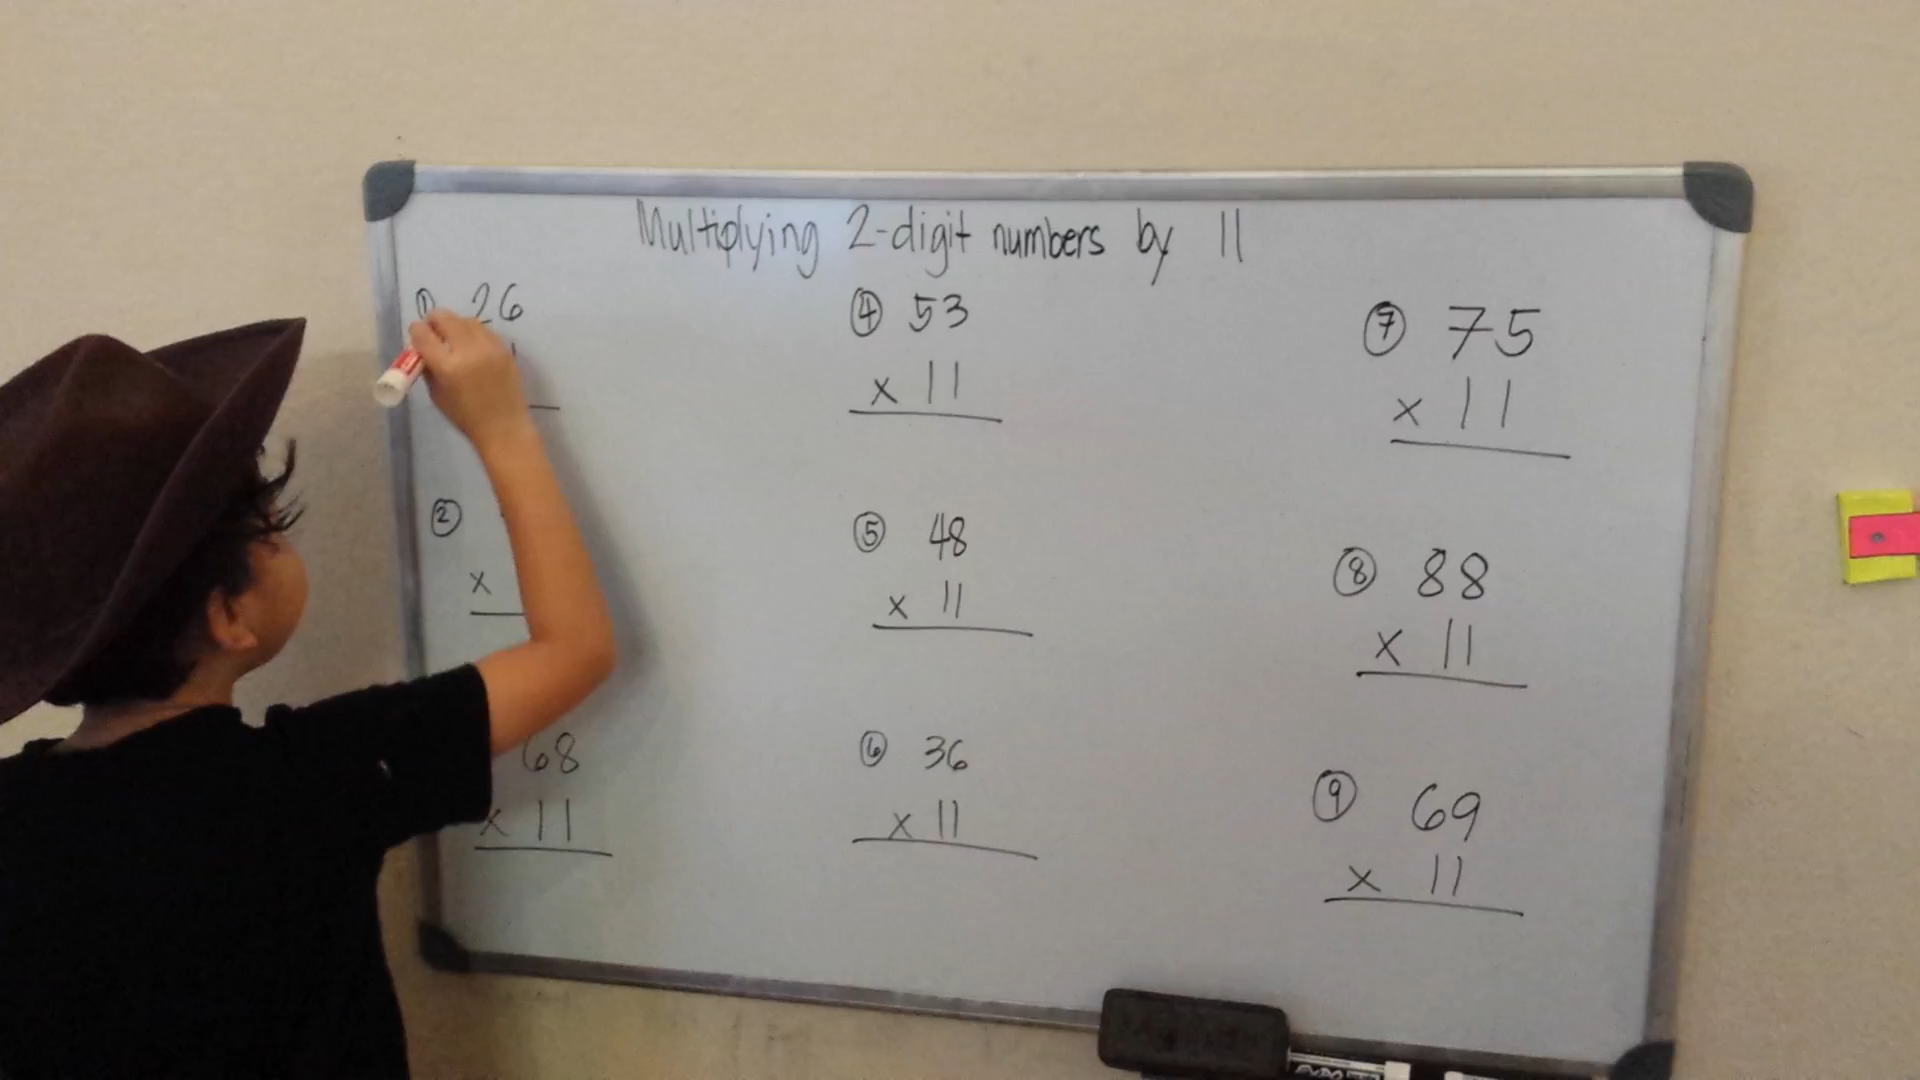 Multiplying 2-digit numbers by 11
① 26
②
x
68
x 11
④ 53
x 11
⑤ 48
x 11
⑥ 36
x 11
⑦ 75
x 11
⑧ 88
x 11
⑨ 69
x 11